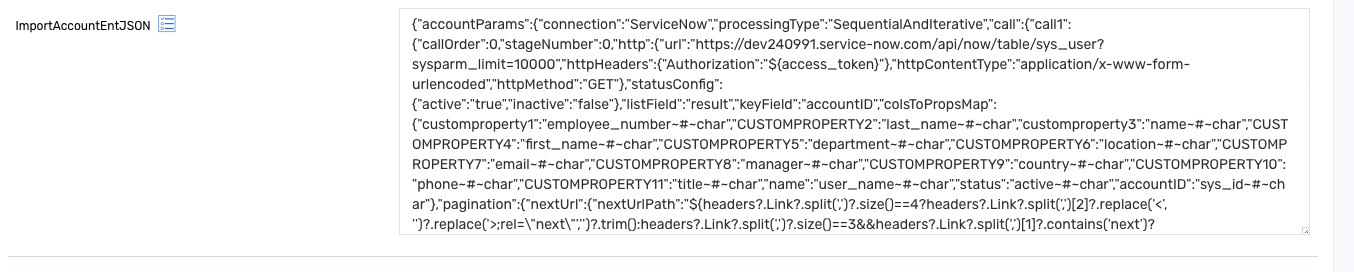 ImportAccountEntJSON
{"accountParams":{"connection":"ServiceNow","processingType":"SequentialAndIterative","call":{"call1":
{"callOrder":0,"stageNumber":0,"http":{"url":"https://dev240991.service-now.com/api/now/table/sys_user?
sysparm_limit=10000","httpHeaders":{"Authorization":"${access_token}"},"httpContentType":"application/x-www-form-
urlencoded","httpMethod":"GET"},"statusConfig":
{"active":"true","inactive":"false"},"listField":"result","keyField":"accountID","colsToPropsMap":
{"customproperty1":"employee_number~#~char","CUSTOMPROPERTY2":"last_name~#~char","customproperty3":"name~#~char","CUST
OMPROPERTY4":"first_name~#~char","CUSTOMPROPERTY5":"department~#~char","CUSTOMPROPERTY6":"location~#~char","CUSTOMP
ROPERTY7":"email~#~char","CUSTOMPROPERTY8":"manager~#~char","CUSTOMPROPERTY9":"country~#~char","CUSTOMPROPERTY10":
"phone~#~char","CUSTOMPROPERTY11":"title~#~char","name":"user_name~#~char","status":"active~#~char","accountID":"sys_id~#~ch
ar"},"pagination":{"nextUrl":{"nextUrlPath":"${headers?.Link?.split(',')?.size()==4?headers?.Link?.split(',')[2]?.replace('<',
'')?.replace('>;rel=\"next\"','')?.trim():headers?.Link?.split(',')?.size()==3&&headers?.Link?.split(',')[1]?.contains('next')?